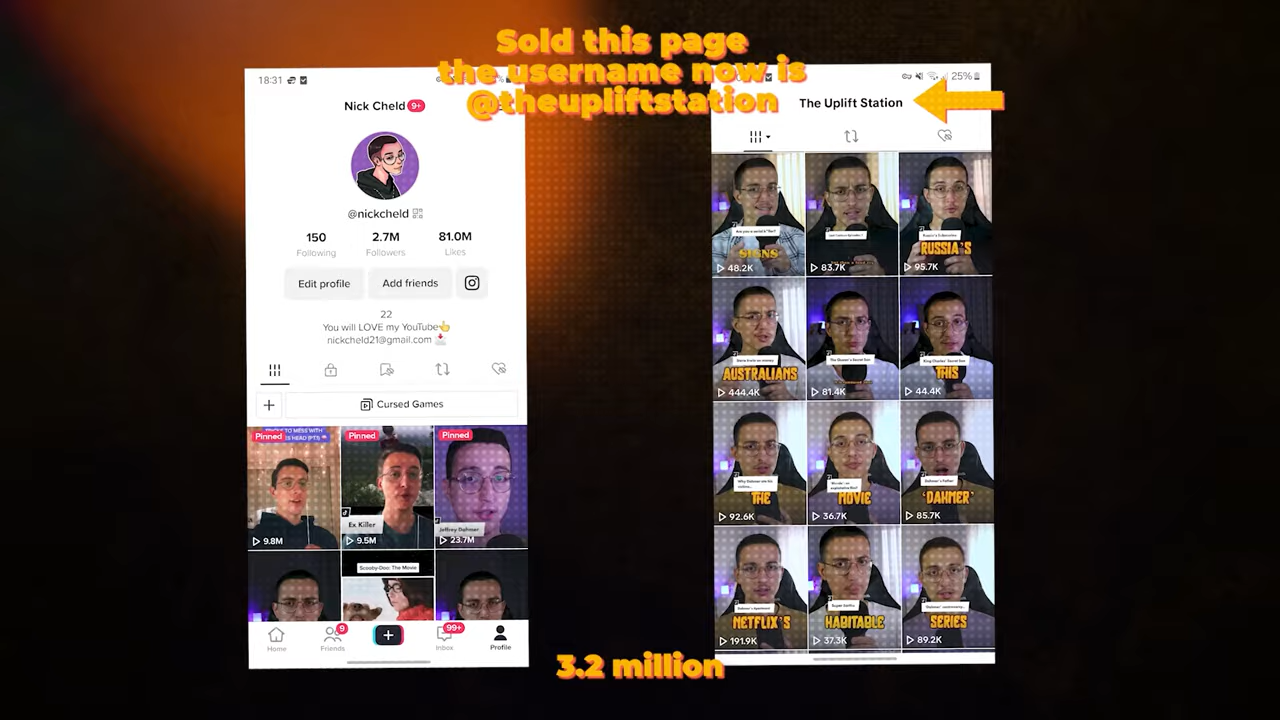 Sold this page
the username now is
@theupliftstation
18:31
Nick Cheld 9+
@nickcheld
150
2.7M
81.0M
Following
Followers
Likes
Edit profile
Add friends
22
You will LOVE my YouTube👆
nickcheld21@gmail.com 📩
Cursed Games
Pinned
Pinned
Pinned
Ex Killer
Jeffrey Dahmer
9.8M
9.5M
23.7M
Scooby-Doo: The Movie
9
99+
Home
Friends
Inbox
Profile
25%
The Uplift Station
SIGNS
RUSSIA'S
48.2K
83.7K
95.7K
King Charles' Secret Son
AUSTRALIANS
THIS
444.4K
81.4K
44.4K
THE
MOVIE
'DAHMER'
92.6K
36.7K
85.7K
NETFLIX'S
HABITABLE
SERIES
191.9K
37.3K
89.2K
3.2 million